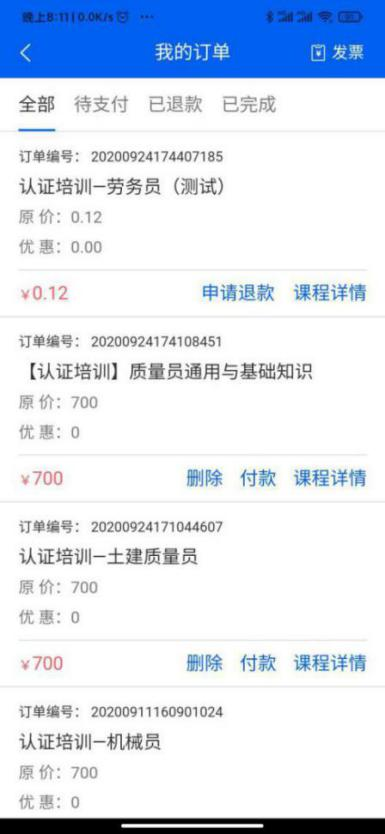 晚上8:11 | 0.0K/s
我的订单
发票
全部 待支付 已退款 已完成
订单编号: 20200924174407185
认证培训—劳务员（测试）
原 价: 0.12
优 惠: 0.00
¥0.12 申请退款 课程详情
订单编号: 20200924174108451
【认证培训】质量员通用与基础知识
原 价: 700
优 惠: 0
¥700 删除 付款 课程详情
订单编号: 20200924171044607
认证培训—土建质量员
原 价: 700
优 惠: 0
¥700 删除 付款 课程详情
订单编号: 20200911160901024
认证培训—机械员
原 价: 700
优 惠: 0